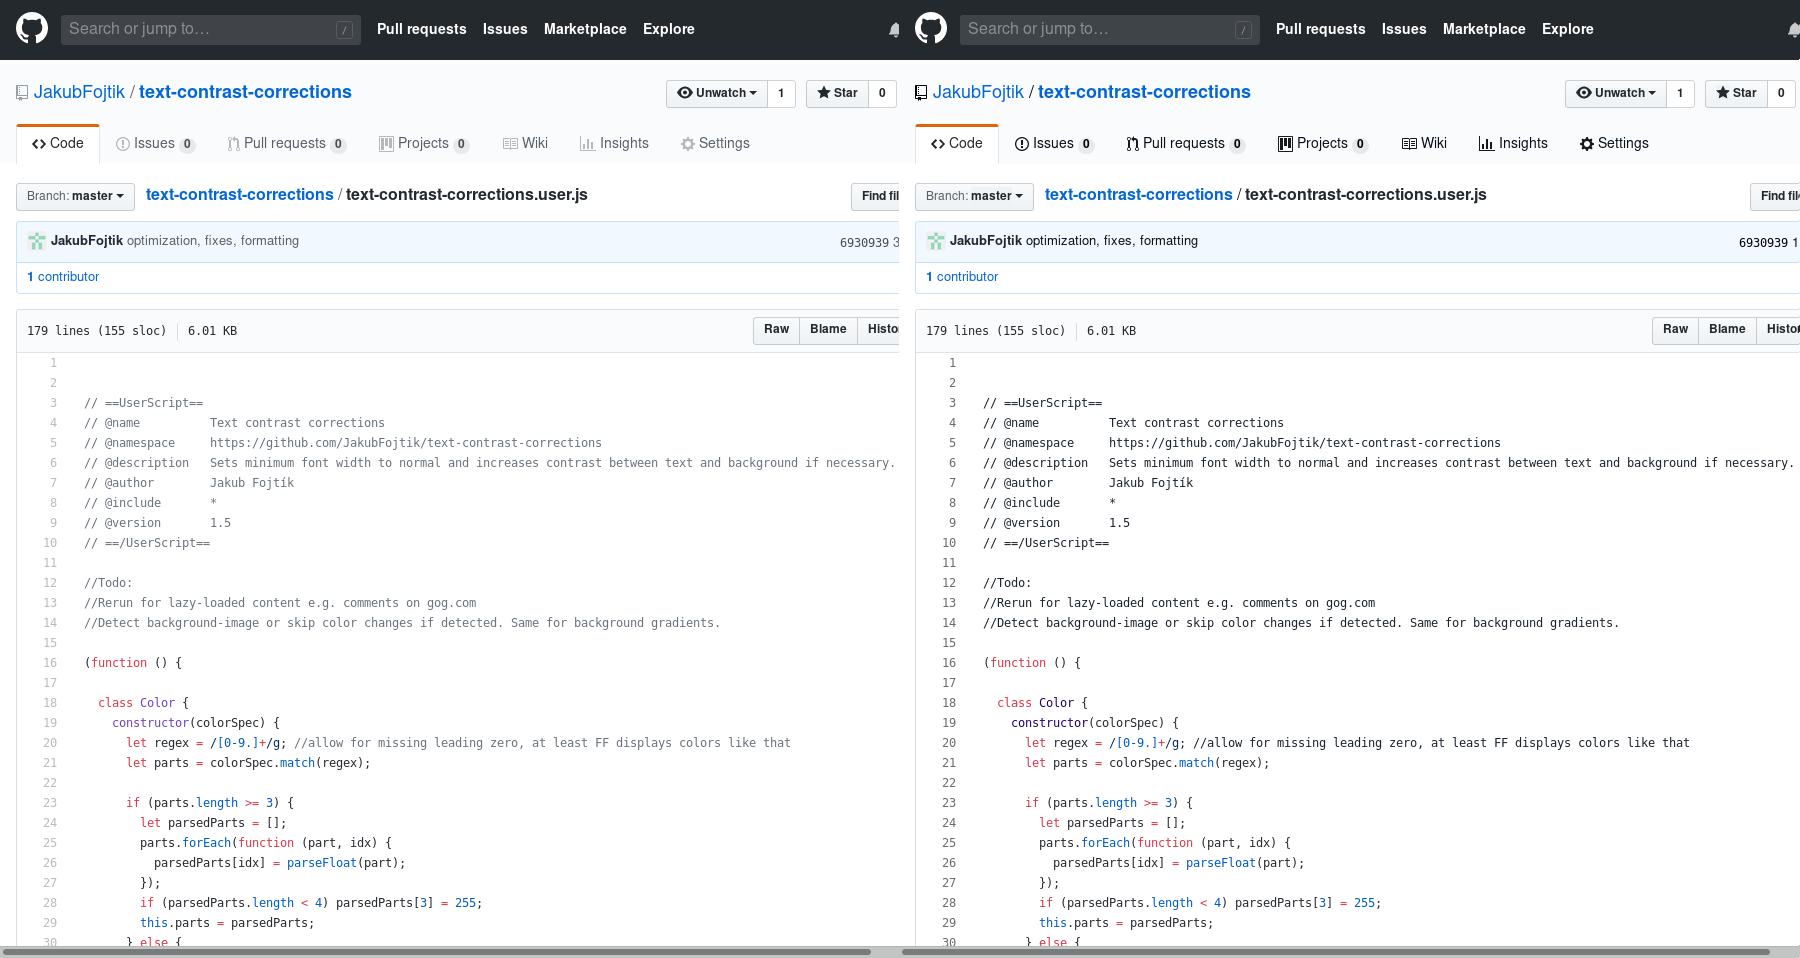 Search or jump to… /
Pull requests Issues Marketplace Explore
JakubFojtik / text-contrast-corrections
Unwatch 1 Star 0
Code Issues 0 Pull requests 0 Projects 0 Wiki Insights Settings
Branch: master text-contrast-corrections / text-contrast-corrections.user.js Find fil
JakubFojtik optimization, fixes, formatting 6930939 3
1 contributor
179 lines (155 sloc) 6.01 KB Raw Blame Histo
1
2
3 // ==UserScript==
4 // @name Text contrast corrections
5 // @namespace https://github.com/JakubFojtik/text-contrast-corrections
6 // @description Sets minimum font width to normal and increases contrast between text and background if necessary.
7 // @author Jakub Fojtík
8 // @include *
9 // @version 1.5
10 // ==/UserScript==
11
12 //Todo:
13 //Rerun for lazy-loaded content e.g. comments on gog.com
14 //Detect background-image or skip color changes if detected. Same for background gradients.
15
16 (function () {
17
18 class Color {
19 constructor(colorSpec) {
20 let regex = /[0-9.]+/g; //allow for missing leading zero, at least FF displays colors like that
21 let parts = colorSpec.match(regex);
22
23 if (parts.length >= 3) {
24 let parsedParts = [];
25 parts.forEach(function (part, idx) {
26 parsedParts[idx] = parseFloat(part);
27 });
28 if (parsedParts.length < 4) parsedParts[3] = 255;
29 this.parts = parsedParts;
30 } else {
Search or jump to… /
Pull requests Issues Marketplace Explore
JakubFojtik / text-contrast-corrections
Unwatch 1 Star 0
Code Issues 0 Pull requests 0 Projects 0 Wiki Insights Settings
Branch: master text-contrast-corrections / text-contrast-corrections.user.js Find fil
JakubFojtik optimization, fixes, formatting 6930939 1
1 contributor
179 lines (155 sloc) 6.01 KB Raw Blame Histo
1
2
3 // ==UserScript==
4 // @name Text contrast corrections
5 // @namespace https://github.com/JakubFojtik/text-contrast-corrections
6 // @description Sets minimum font width to normal and increases contrast between text and background if necessary.
7 // @author Jakub Fojtík
8 // @include *
9 // @version 1.5
10 // ==/UserScript==
11
12 //Todo:
13 //Rerun for lazy-loaded content e.g. comments on gog.com
14 //Detect background-image or skip color changes if detected. Same for background gradients.
15
16 (function () {
17
18 class Color {
19 constructor(colorSpec) {
20 let regex = /[0-9.]+/g; //allow for missing leading zero, at least FF displays colors like that
21 let parts = colorSpec.match(regex);
22
23 if (parts.length >= 3) {
24 let parsedParts = [];
25 parts.forEach(function (part, idx) {
26 parsedParts[idx] = parseFloat(part);
27 });
28 if (parsedParts.length < 4) parsedParts[3] = 255;
29 this.parts = parsedParts;
30 } else {